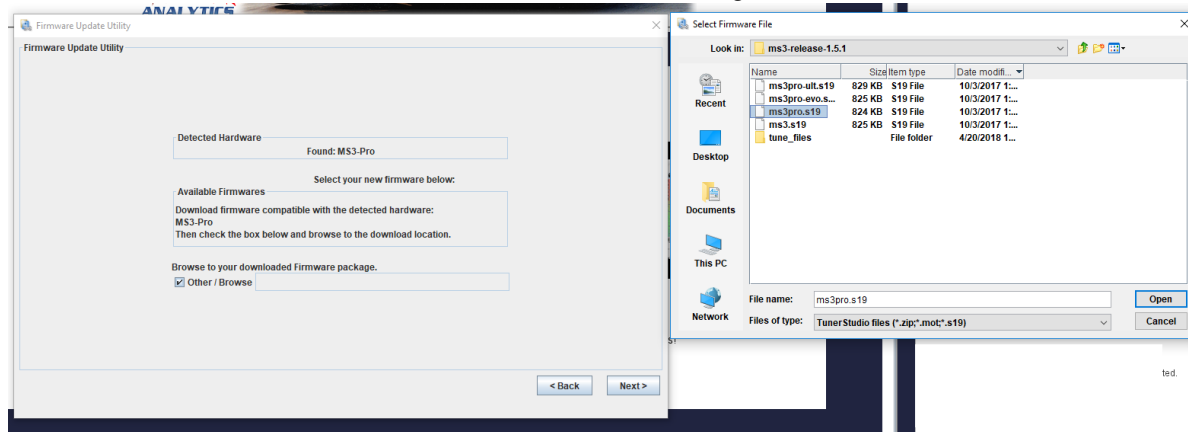 ANALYTICS
Firmware Update Utility
Firmware Update Utility
Detected Hardware
Found: MS3-Pro
Select your new firmware below:
Available Firmwares
Download firmware compatible with the detected hardware:
MS3-Pro
Then check the box below and browse to the download location.
Browse to your downloaded Firmware package.
Other / Browse
< Back
Next >
Select Firmware File
Look in:
ms3-release-1.5.1
Recent
Desktop
Documents
This PC
Network
Name Size Item type Date modifi...
ms3pro-ult.s19 829 KB S19 File 10/3/2017 1:...
ms3pro-evo.s... 825 KB S19 File 10/3/2017 1:...
ms3pro.s19 824 KB S19 File 10/3/2017 1:...
ms3.s19 825 KB S19 File 10/3/2017 1:...
tune_files File folder 4/20/2018 1...
File name: ms3pro.s19 Open
Files of type: TunerStudio files (*.zip;*.mot;*.s19) Cancel
ted.